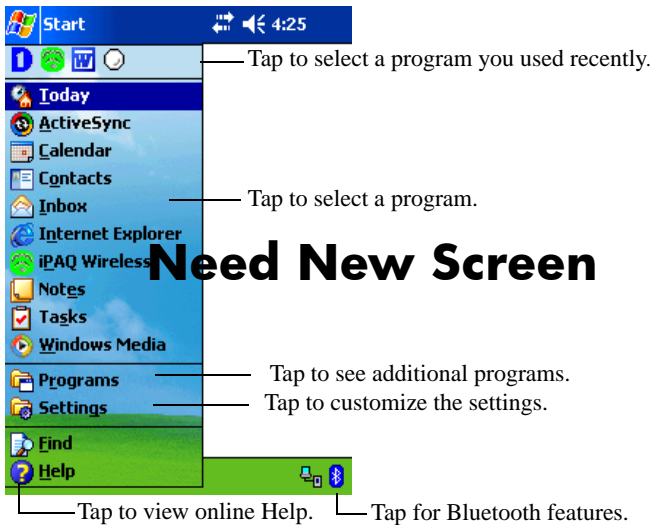 Start 4:25
Tap to select a program you used recently.
Today
ActiveSync
Calendar
Contacts
Tap to select a program.
Inbox
Internet Explorer
Need New Screen
iPAQ Wireless
Notes
Tasks
Windows Media
Programs
Tap to see additional programs.
Settings
Tap to customize the settings.
Find
Help
Tap to view online Help.
Tap for Bluetooth features.